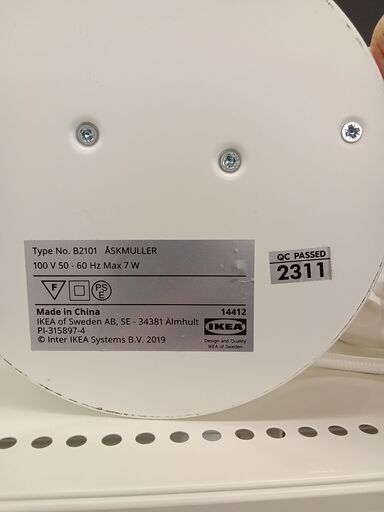 Type No. B2101 ÅSKMULLER
100 V 50 - 60 Hz Max 7 W
F
PS
E
QC PASSED
2311
Made in China
14412
IKEA of Sweden AB, SE - 34381 Älmhult
PI-315897-4
© Inter IKEA Systems B.V. 2019
IKEA
Design and Quality
IKEA of Sweden